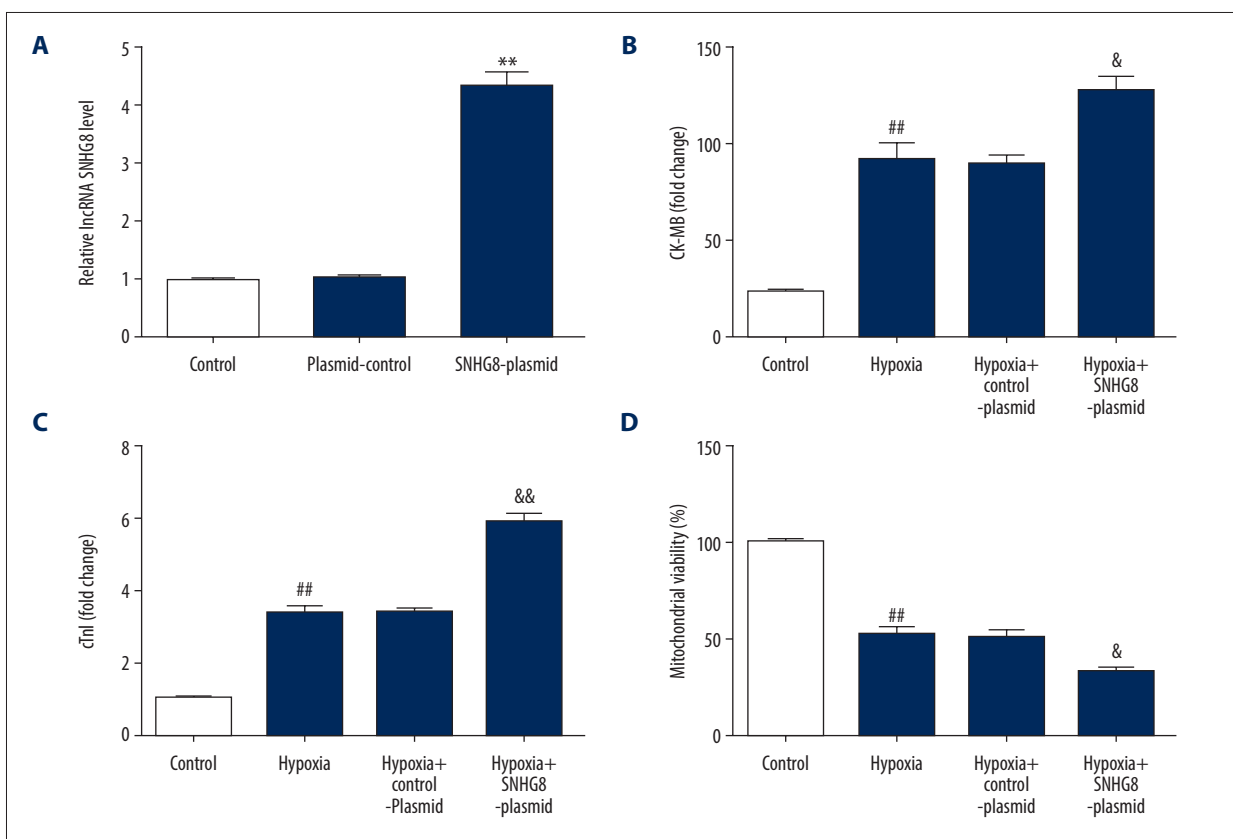 A
Relative lncRNA SNHG8 level
5
4
3
2
1
0
**
Control
Plasmid-control
SNHG8-plasmid
B
CK-MB (fold change)
150
100
50
0
##
&
Control
Hypoxia
Hypoxia+
control
-plasmid
Hypoxia+
SNHG8
-plasmid
C
cTnI (fold change)
8
6
4
2
0
##
&&
Control
Hypoxia
Hypoxia+
control
-Plasmid
Hypoxia+
SNHG8
-plasmid
D
Mitochondrial viability (%)
150
100
50
0
##
&
Control
Hypoxia
Hypoxia+
control
-plasmid
Hypoxia+
SNHG8
-plasmid